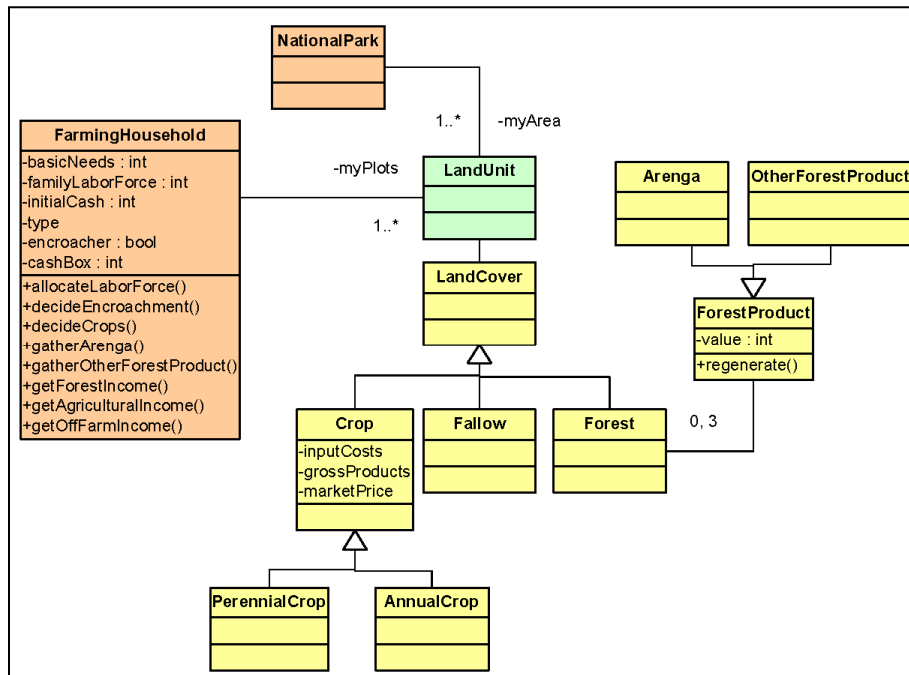 NationalPark
1..*
-myArea
FarmingHousehold
-basicNeeds : int
-familyLaborForce : int
-initialCash : int
-type
-encroacher : bool
-cashBox : int
+allocateLaborForce()
+decideEncroachment()
+decideCrops()
+gatherArenga()
+gatherOtherForestProduct()
+getForestIncome()
+getAgriculturalIncome()
+getOffFarmIncome()
-myPlots
1..*
LandUnit
LandCover
Arenga
OtherForestProduct
ForestProduct
-value : int
+regenerate()
0, 3
Crop
-inputCosts
-grossProducts
-marketPrice
Fallow
Forest
PerennialCrop
AnnualCrop